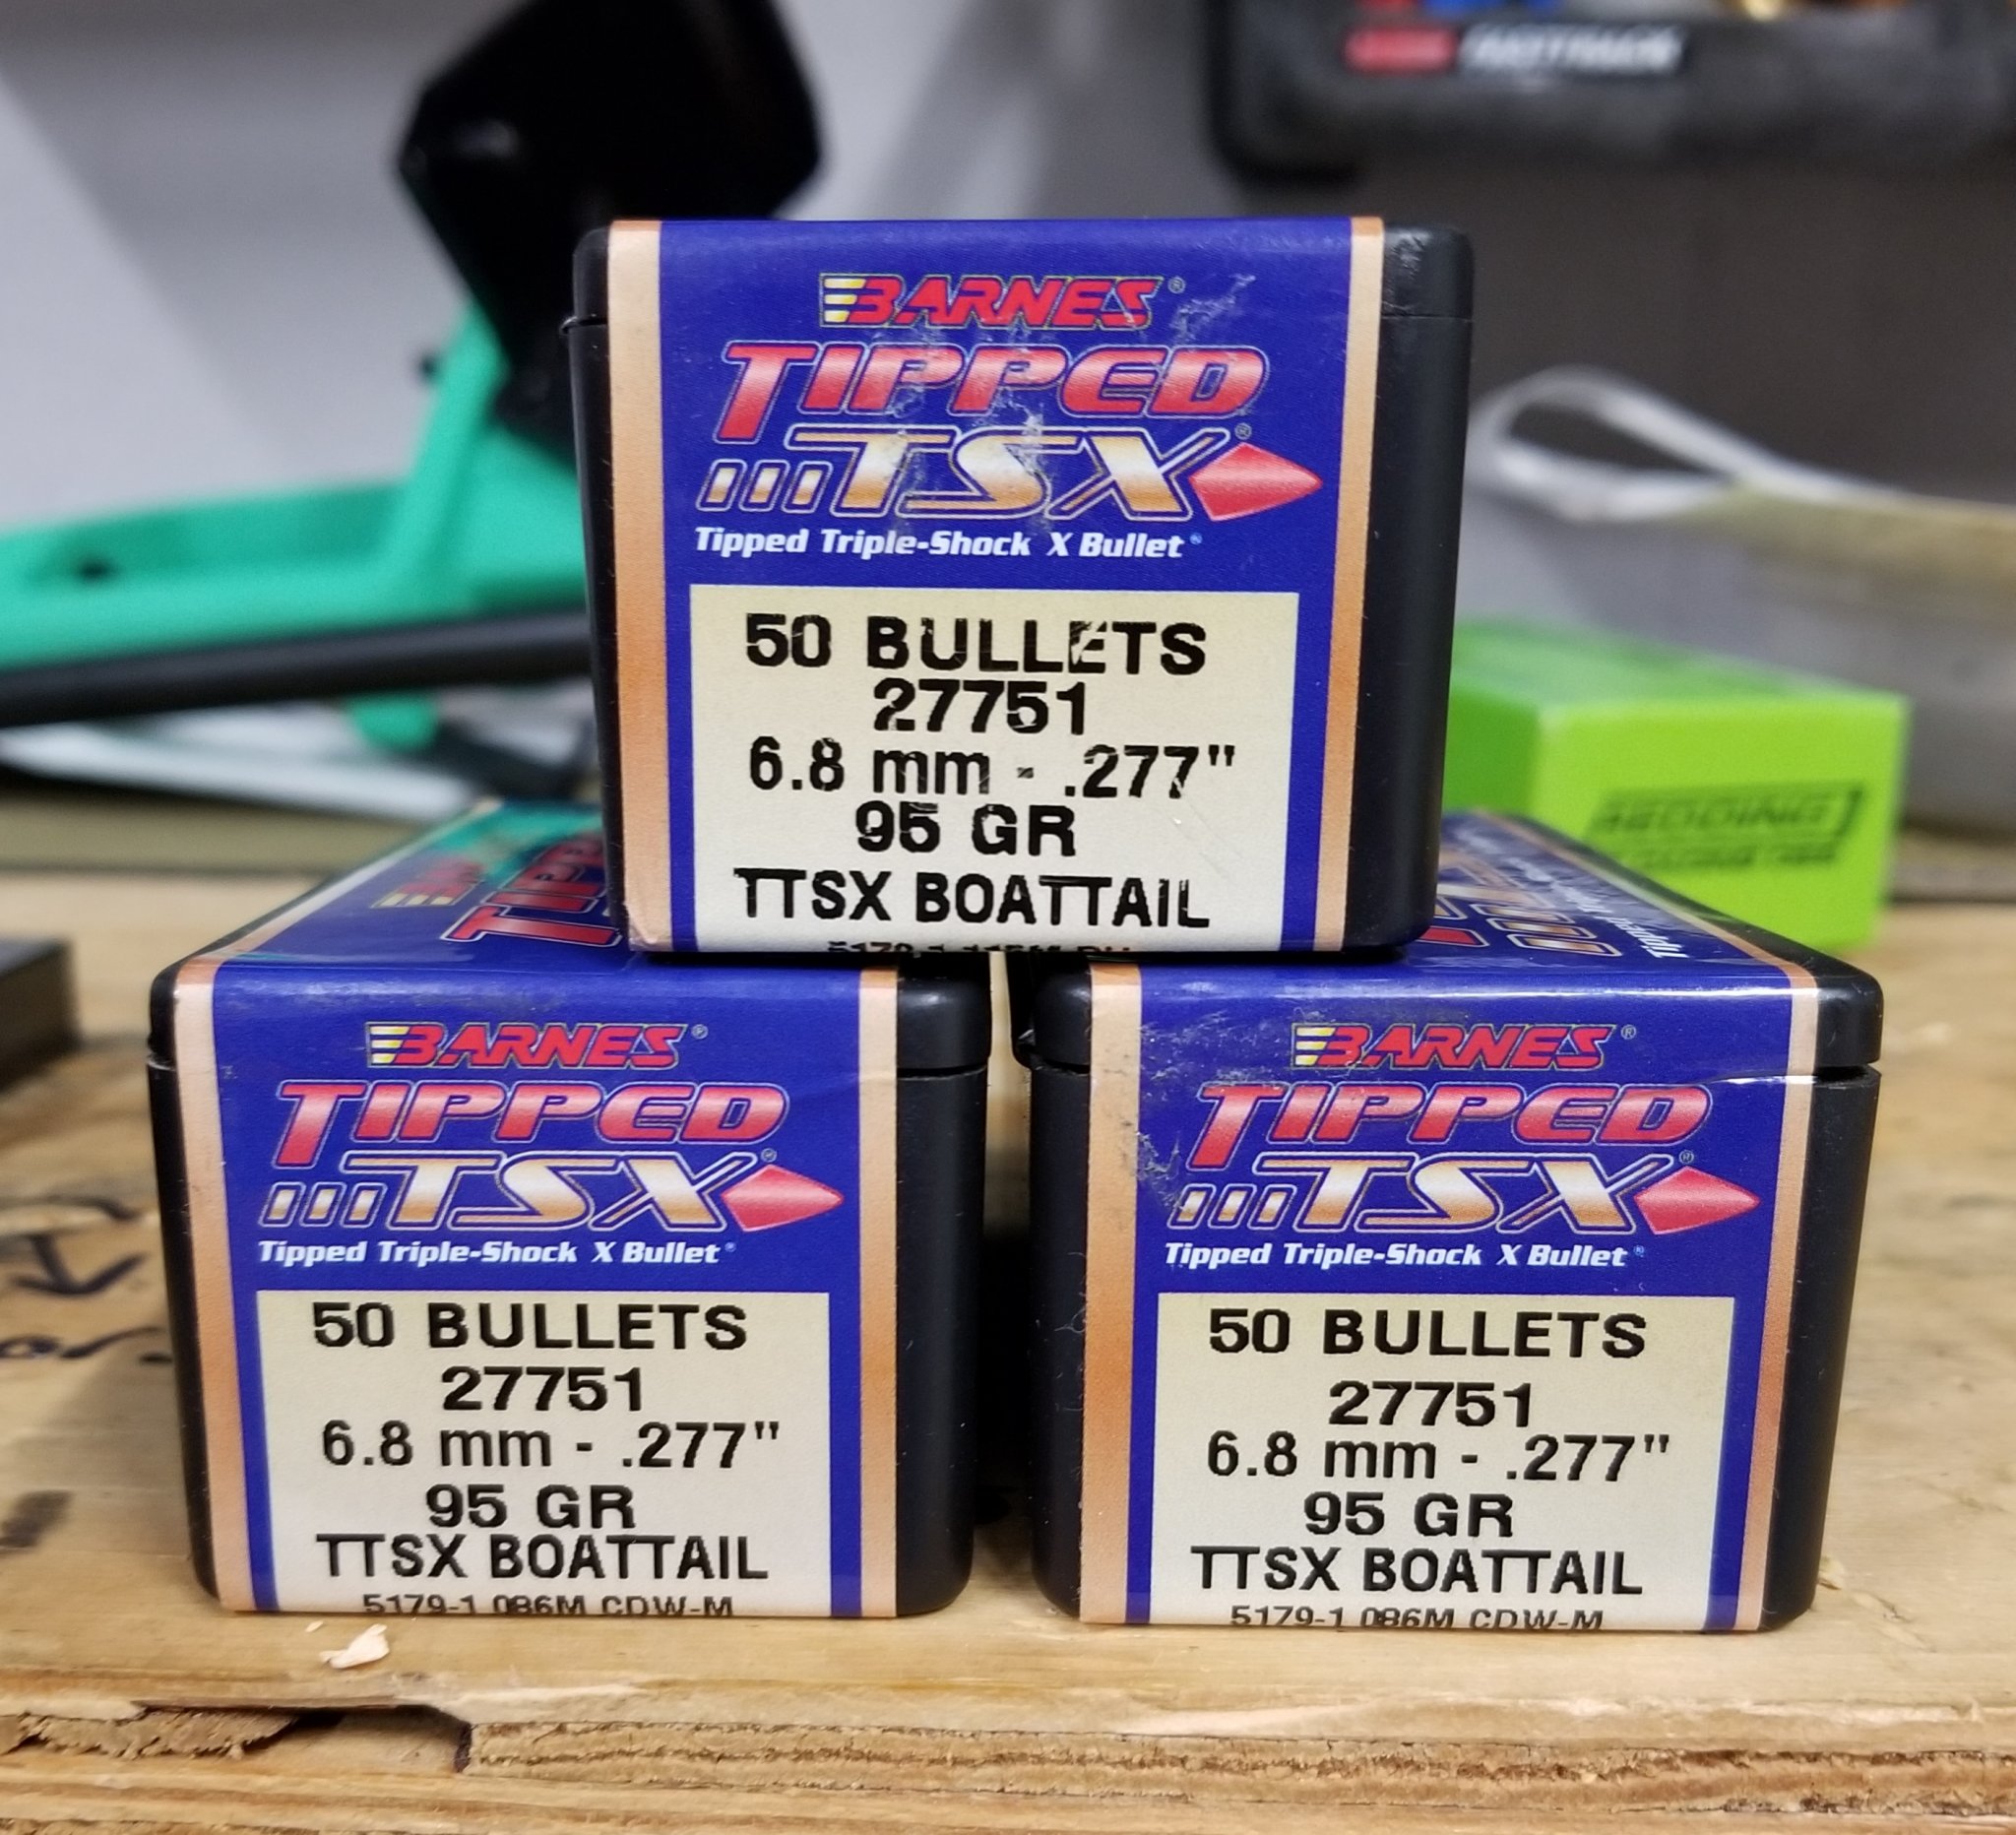 BARNES®
TIPPED
TSX®
Tipped Triple-Shock X Bullet®
50 BULLETS
27751
6.8 mm - .277"
95 GR
TTSX BOATTAIL
REDDING
BARNES®
TIPPED
TSX®
Tipped Triple-Shock X Bullet®
50 BULLETS
27751
6.8 mm - .277"
95 GR
TTSX BOATTAIL
5179-1 086M CDW-M
BARNES®
TIPPED
TSX®
Tipped Triple-Shock X Bullet®
50 BULLETS
27751
6.8 mm - .277"
95 GR
TTSX BOATTAIL
5179-1 086M CDW-M